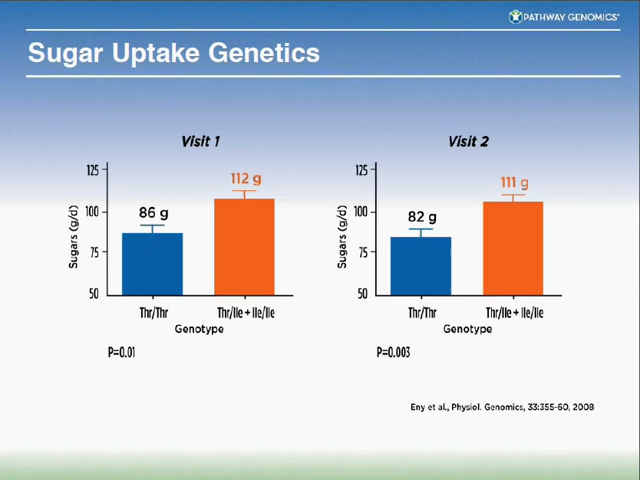 PATHWAY GENOMICS
Sugar Uptake Genetics
Visit 1
Visit 2
125
100
75
50
Sugars (g/d)
86 g
112 g
Thr/Thr
Thr/Ile + Ile/Ile
Genotype
P=0.01
125
100
75
50
Sugars (g/d)
82 g
111 g
Thr/Thr
Thr/Ile + Ile/Ile
Genotype
P=0.003
Eny et al., Physiol. Genomics, 33:355-60, 2008